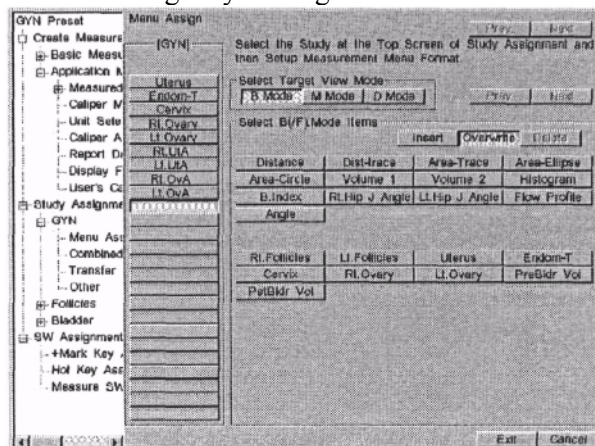 GYN Preset
Create Measure
Basic Measu
Application M
Measured
Caliper M
Unit Sele
Caliper A
Report Di
Display F
User's Ca
Study Assignme
GYN
Menu Ass
Combined
Transfer
Other
Follicles
Bladder
SW Assignment
+Mark Key
Hot Key Ass
Measure SW
Menu Assign
[GYN]
Uterus
Endom-T
Cervix
Rt.Ovary
Lt.Ovary
Rt.UtA
Lt.UtA
Rt.OvA
Lt.OvA
Prev. Next
Select the Study at the Top Screen of Study Assignment and
then Setup Measurement Menu Format.
Select Target View Mode
B Mode M Mode D Mode
Prev. Next
Select B(/F).Mode Items
Insert Overwrite Delete
Distance Dist-trace Area-Trace Area-Ellipse
Area-Circle Volume 1 Volume 2 Histogram
B.Index Rt.Hip J Angle Lt.Hip J Angle Flow Profile
Angle
Rt.Follicles Lt.Follicles Uterus Endom-T
Cervix Rt.Ovary Lt.Ovary PreBldr Vol
PstBldr Vol
Exit Cancel